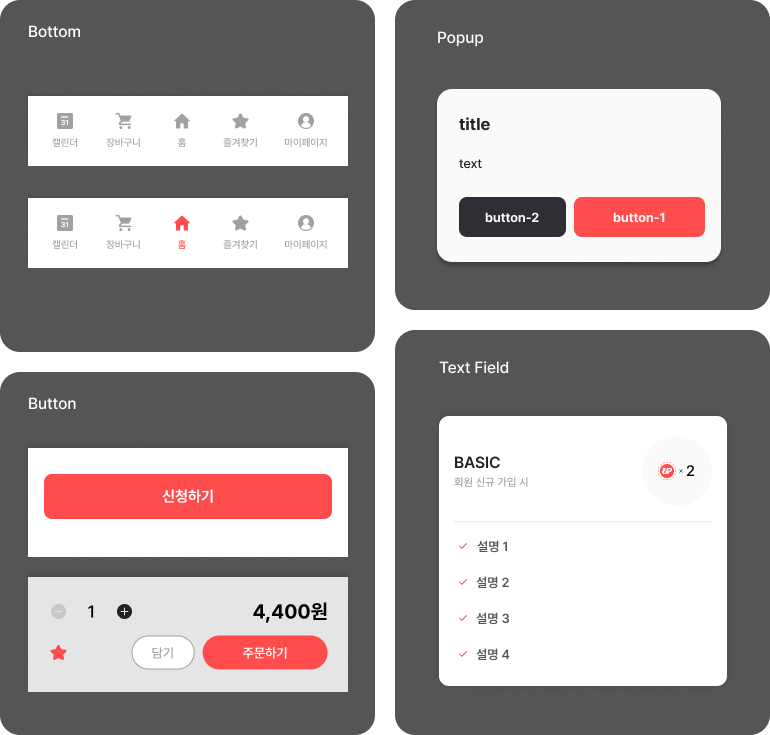 Bottom
31
캘린더 장바구니 홈 즐겨찾기 마이페이지
31
캘린더 장바구니 홈 즐겨찾기 마이페이지
Button
신청하기
1 4,400원
담기 주문하기
Popup
title
text
button-2 button-1
Text Field
BASIC
회원 신규 가입 시
UP × 2
설명 1
설명 2
설명 3
설명 4